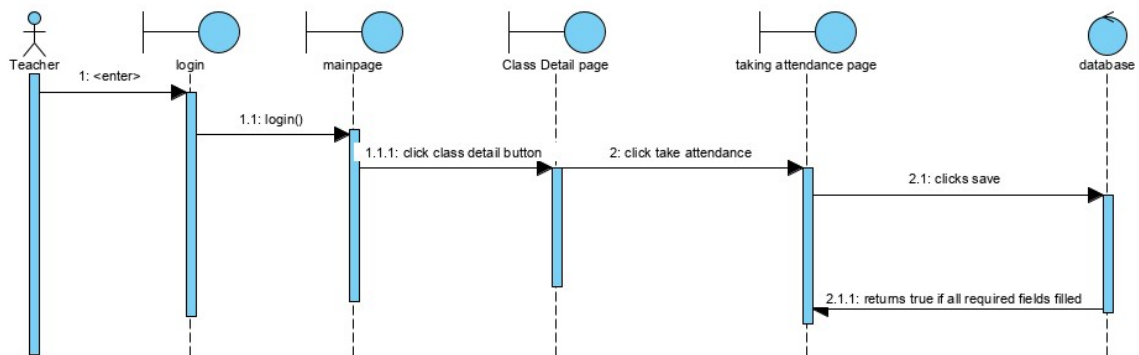 Teacher
login
mainpage
Class Detail page
taking attendance page
database
1: <enter>
1.1: login()
1.1.1: click class detail button
2: click take attendance
2.1: clicks save
2.1.1: returns true if all required fields filled